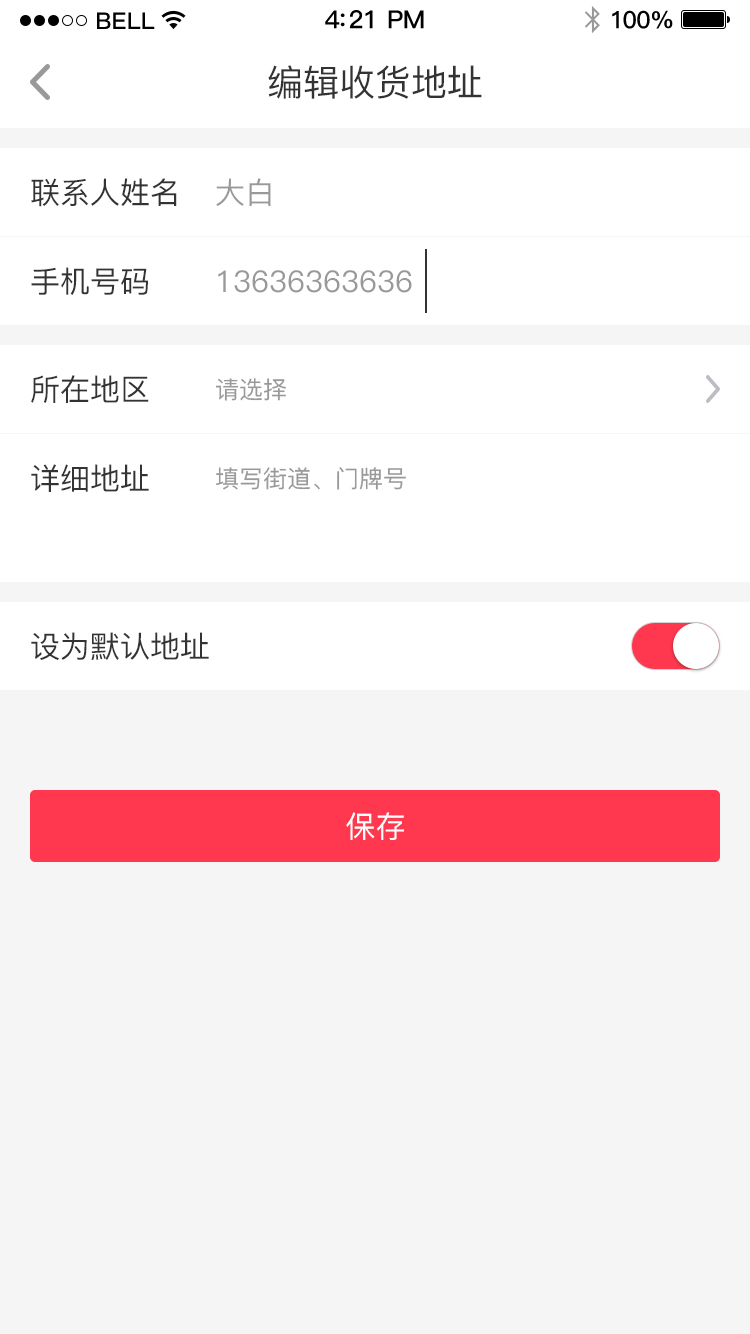 BELL 4:21 PM 100%
编辑收货地址
联系人姓名 大白
手机号码 13636363636
所在地区 请选择
详细地址 填写街道、门牌号
设为默认地址
保存